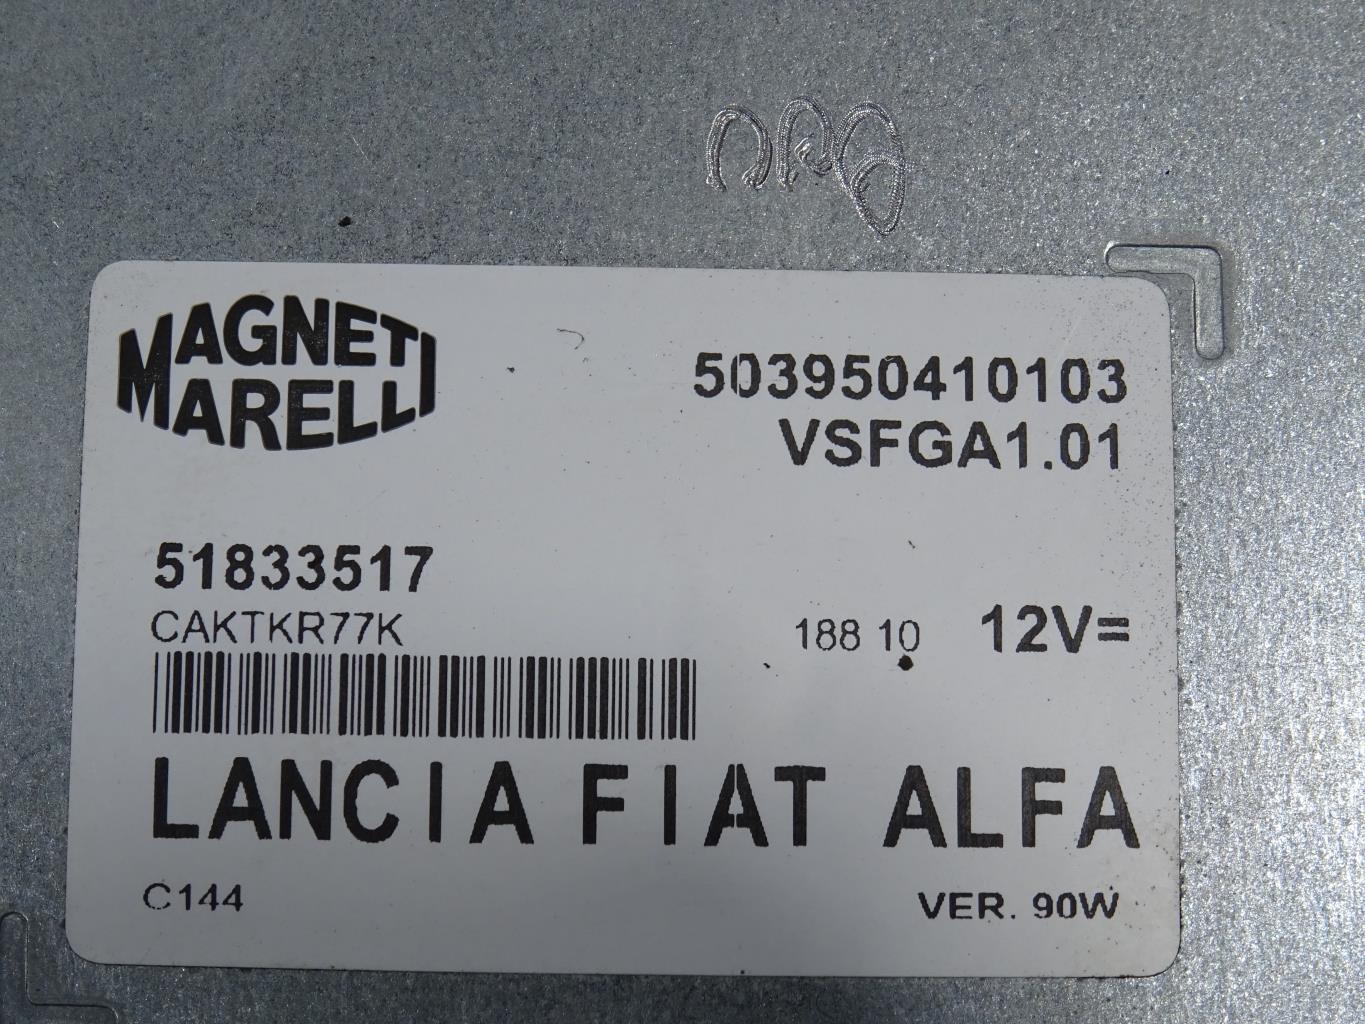 MAGNETI
MARELLI
503950410103
VSFGA1.01
51833517
CAKTKR77K
188 10
12V=
LANCIA FIAT ALFA
C144
VER. 90W